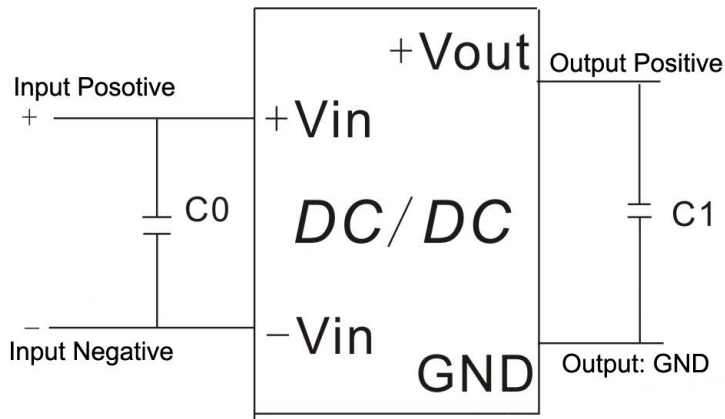 +Vout
Output Positive
Input Posotive
+
+Vin
C0
DC/DC
C1
−
−Vin
Input Negative
GND
Output: GND